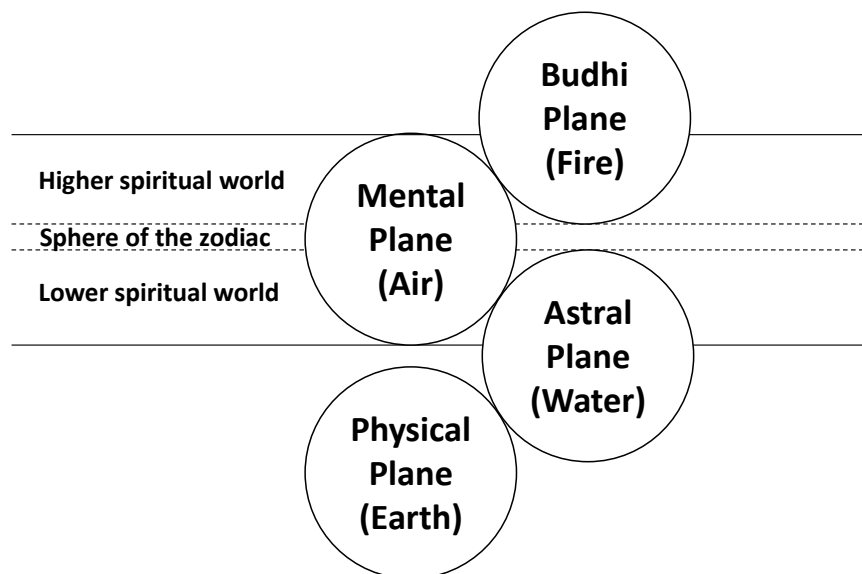 Budhi
Plane
(Fire)
Higher spiritual world
Mental
Plane
(Air)
Sphere of the zodiac
Lower spiritual world
Astral
Plane
(Water)
Physical
Plane
(Earth)